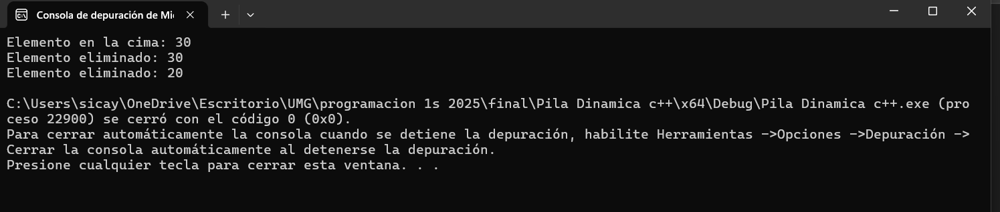 Consola de depuración de Mi
Elemento en la cima: 30
Elemento eliminado: 30
Elemento eliminado: 20
C:\Users\sicay\OneDrive\Escritorio\UMG\programacion 1s 2025\final\Pila Dinamica c++\x64\Debug\Pila Dinamica c++.exe (pro
ceso 22900) se cerró con el código 0 (0x0).
Para cerrar automáticamente la consola cuando se detiene la depuración, habilite Herramientas ->Opciones ->Depuración ->
Cerrar la consola automáticamente al detenerse la depuración.
Presione cualquier tecla para cerrar esta ventana. . .